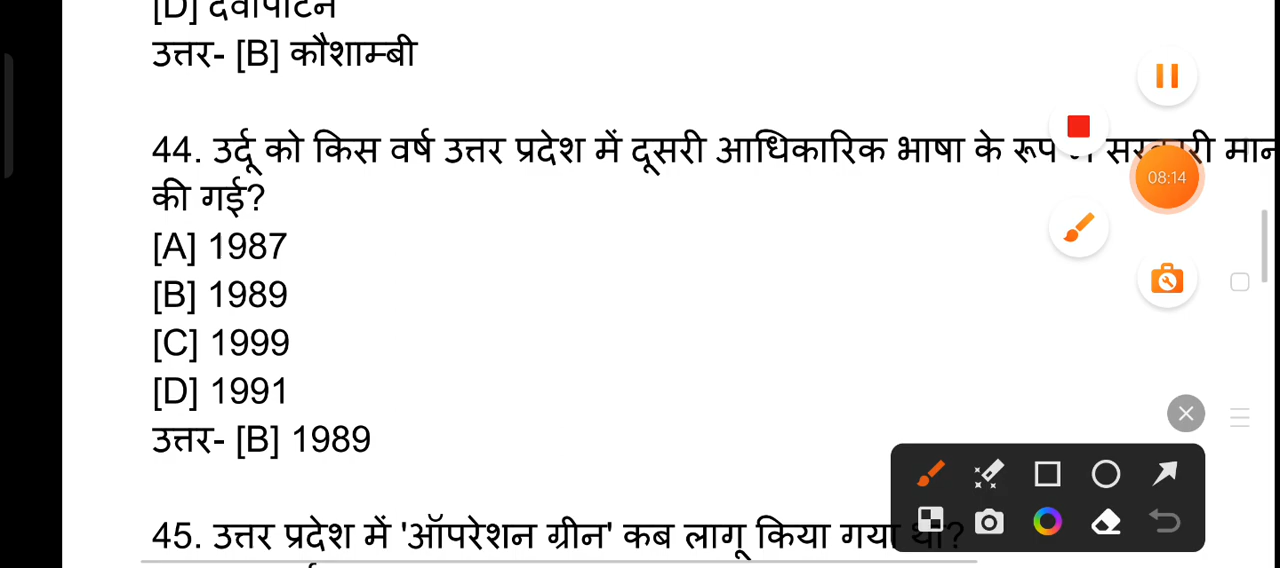 [D] देवीपाटन
उत्तर- [B] कौशाम्बी
44. उर्दू को किस वर्ष उत्तर प्रदेश में दूसरी आधिकारिक भाषा के रूप
की गई?
[A] 1987
[B] 1989
[C] 1999
[D] 1991
उत्तर- [B] 1989
45. उत्तर प्रदेश में 'ऑपरेशन ग्रीन' कब लागू किया गया था?
08:14